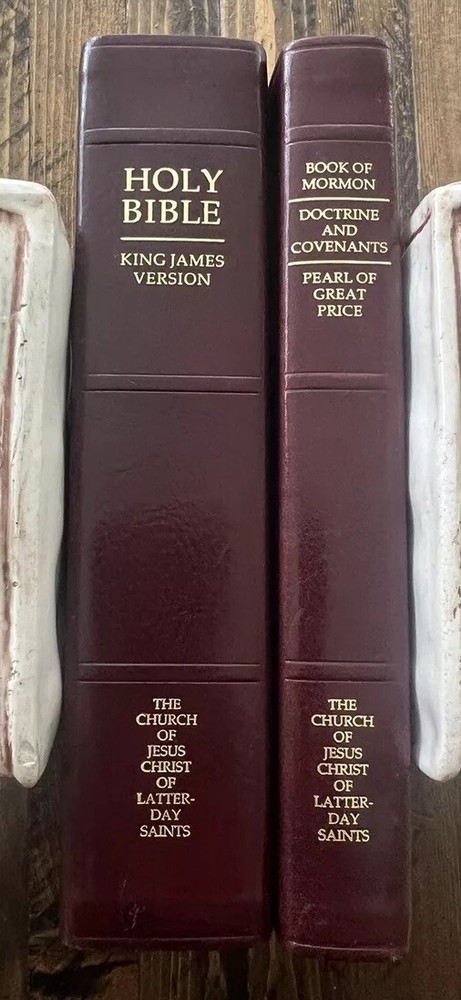 HOLY
BIBLE
KING JAMES
VERSION
THE
CHURCH
OF
JESUS
CHRIST
OF
LATTER-
DAY
SAINTS
BOOK OF
MORMON
DOCTRINE
AND
COVENANTS
PEARL OF
GREAT
PRICE
THE
CHURCH
OF
JESUS
CHRIST
OF
LATTER-
DAY
SAINTS